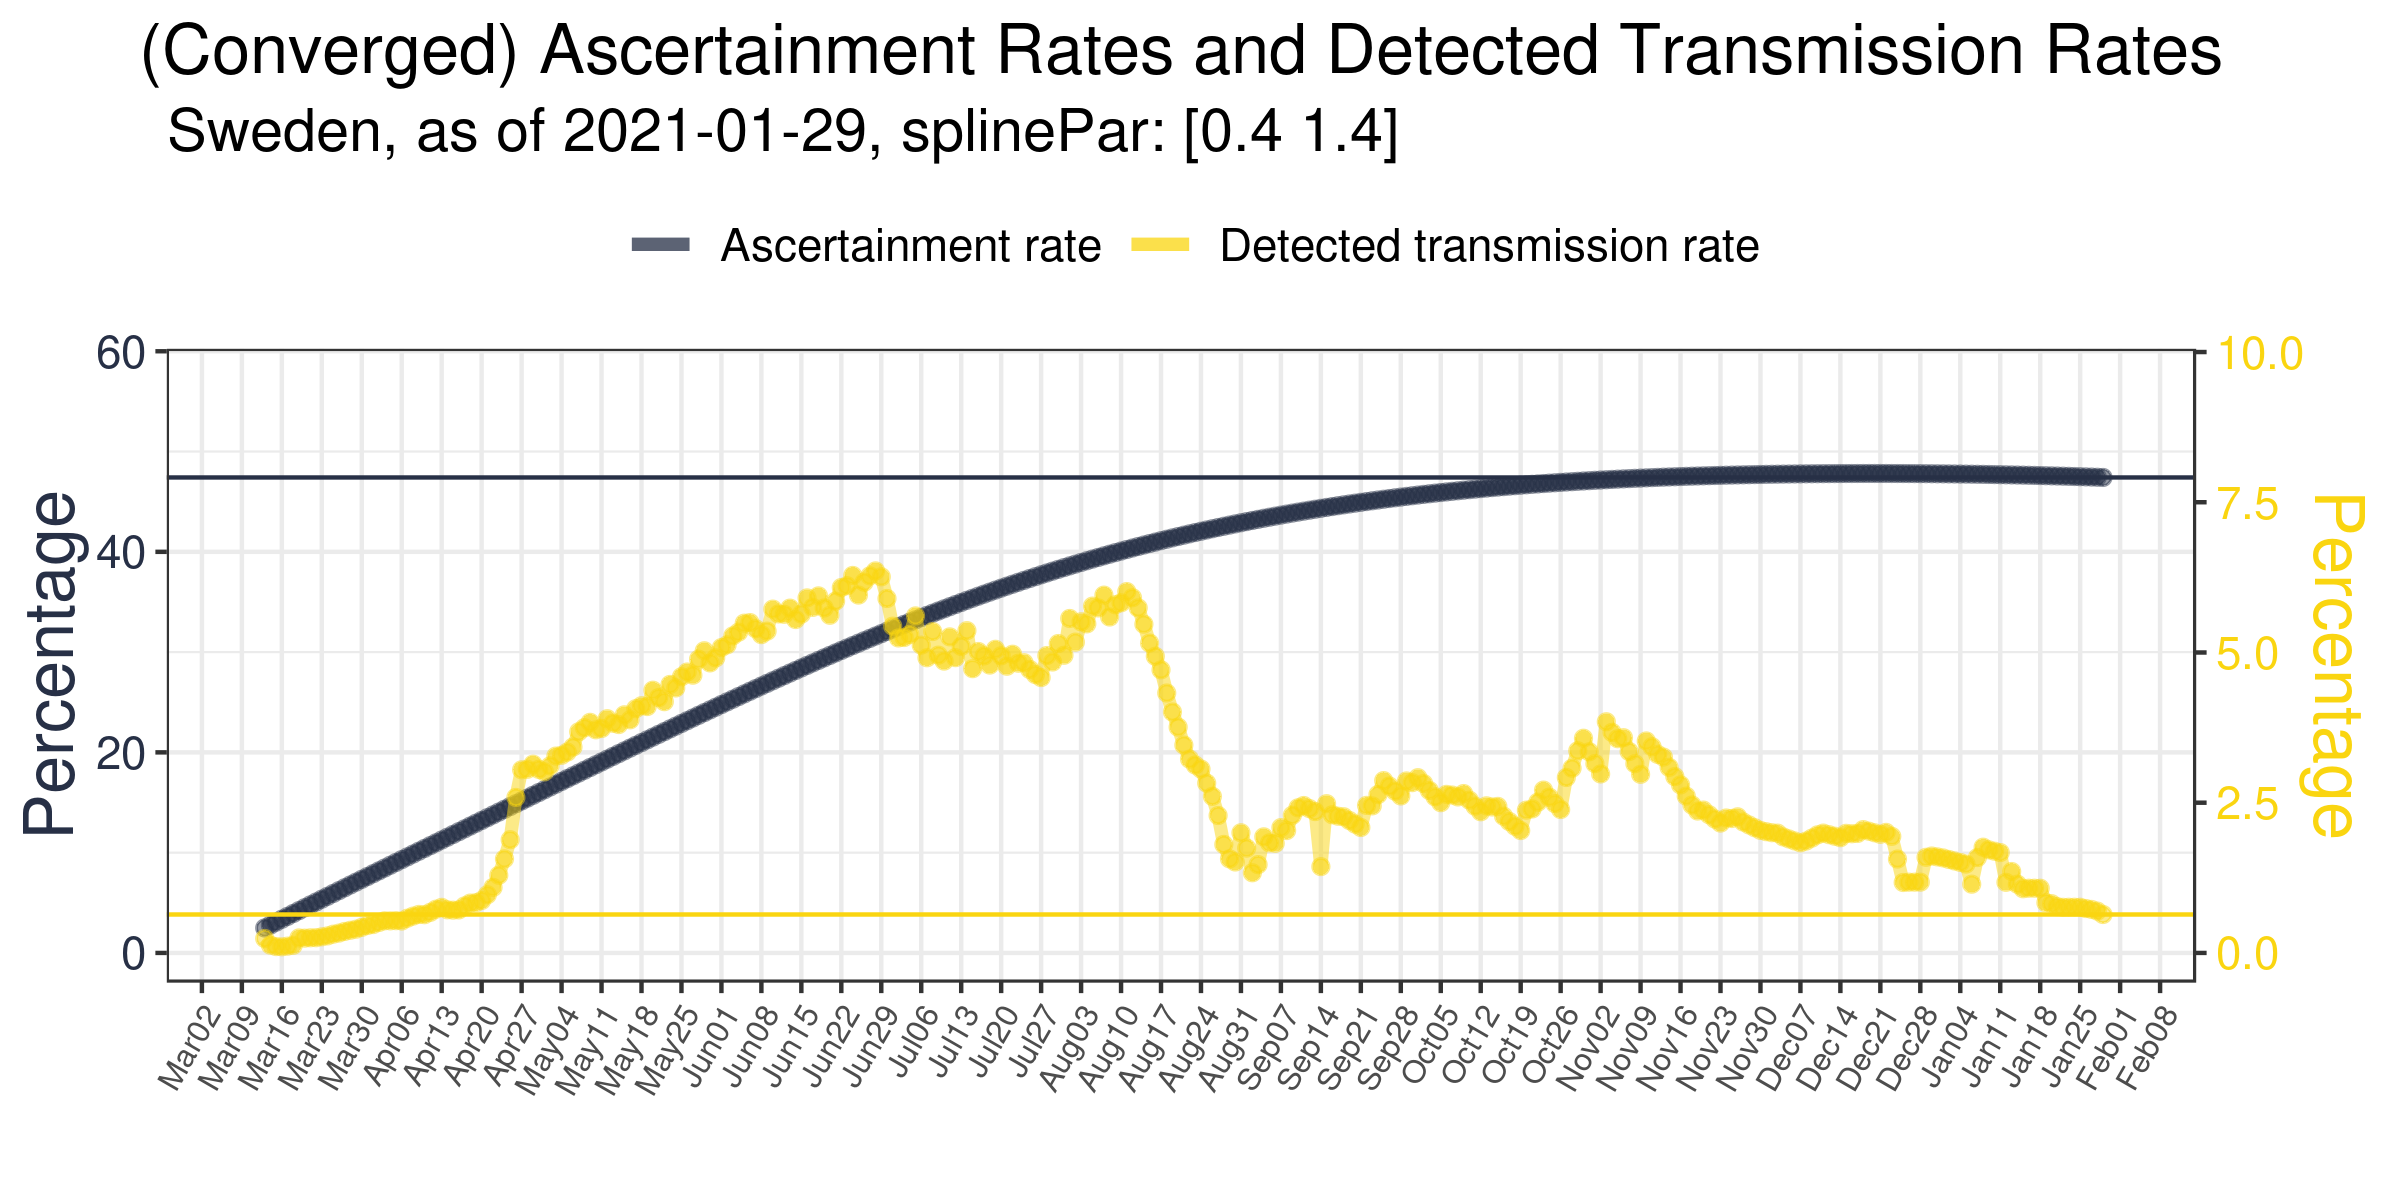 (Converged) Ascertainment Rates and Detected Transmission Rates
Sweden, as of 2021-01-29, splinePar: [0.4 1.4]
Ascertainment rate
Detected transmission rate
Percentage
60
40
20
0
10.0
7.5
5.0
2.5
0.0
Percentage
Mar02
Mar09
Mar16
Mar23
Mar30
Apr06
Apr13
Apr20
Apr27
May04
May11
May18
May25
Jun01
Jun08
Jun15
Jun22
Jun29
Jul06
Jul13
Jul20
Jul27
Aug03
Aug10
Aug17
Aug24
Aug31
Sep07
Sep14
Sep21
Sep28
Oct05
Oct12
Oct19
Oct26
Nov02
Nov09
Nov16
Nov23
Nov30
Dec07
Dec14
Dec21
Dec28
Jan04
Jan11
Jan18
Jan25
Feb01
Feb08